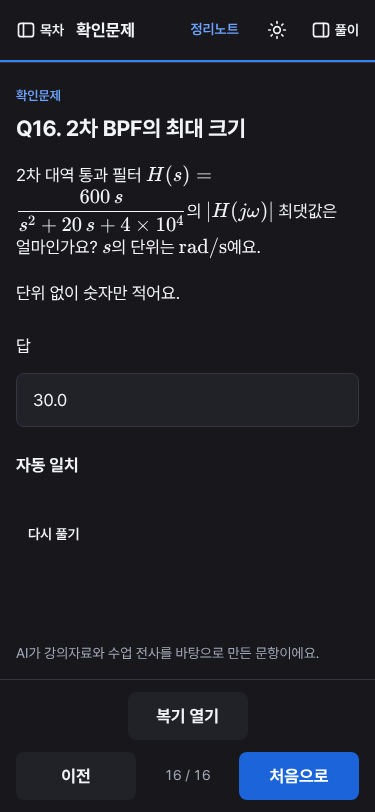 목차 확인문제 정리노트 풀이
확인문제
Q16. 2차 BPF의 최대 크기
2차 대역 통과 필터 H(s) =
600 s / (s² + 20 s + 4 × 10⁴) 의 |H(jω)| 최댓값은
얼마인가요? s의 단위는 rad/s예요.
단위 없이 숫자만 적어요.
답
30.0
자동 일치
다시 풀기
AI가 강의자료와 수업 전사를 바탕으로 만든 문항이에요.
복기 열기
이전 16 / 16 처음으로